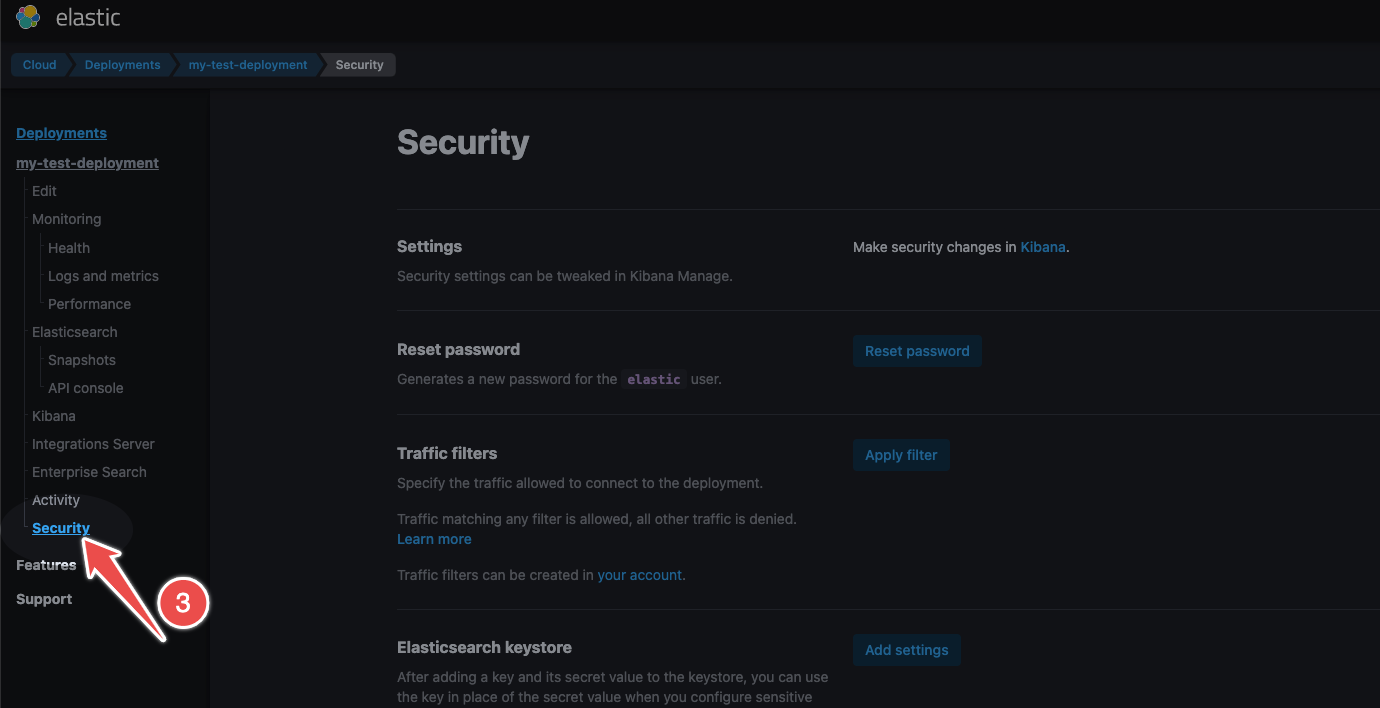 elastic
Cloud
Deployments
my-test-deployment
Security
Deployments
my-test-deployment
Edit
Monitoring
Health
Logs and metrics
Performance
Elasticsearch
Snapshots
API console
Kibana
Integrations Server
Enterprise Search
Activity
Security
3
Features
Support
Security
Settings
Security settings can be tweaked in Kibana Manage.
Make security changes in Kibana.
Reset password
Generates a new password for the elastic user.
Reset password
Traffic filters
Specify the traffic allowed to connect to the deployment.
Traffic matching any filter is allowed, all other traffic is denied.
Learn more
Traffic filters can be created in your account.
Apply filter
Elasticsearch keystore
After adding a key and its secret value to the keystore, you can use
the key in place of the secret value when you configure sensitive
Add settings